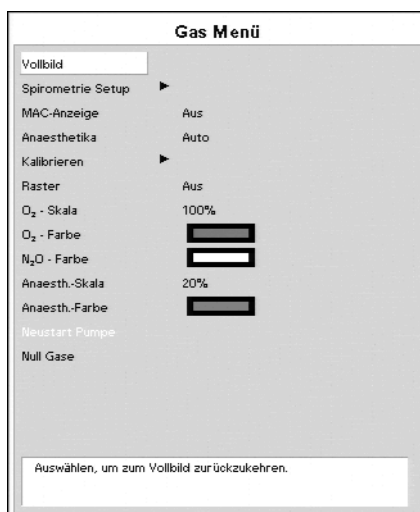 Gas Menü
Vollbild
Spirometrie Setup ►
MAC-Anzeige Aus
Anaesthetika Auto
Kalibrieren ►
Raster Aus
O₂ - Skala 100%
O₂ - Farbe
N₂O - Farbe
Anaesth.-Skala 20%
Anaesth.-Farbe
Neustart Pumpe
Null Gase
Auswählen, um zum Vollbild zurückzukehren.